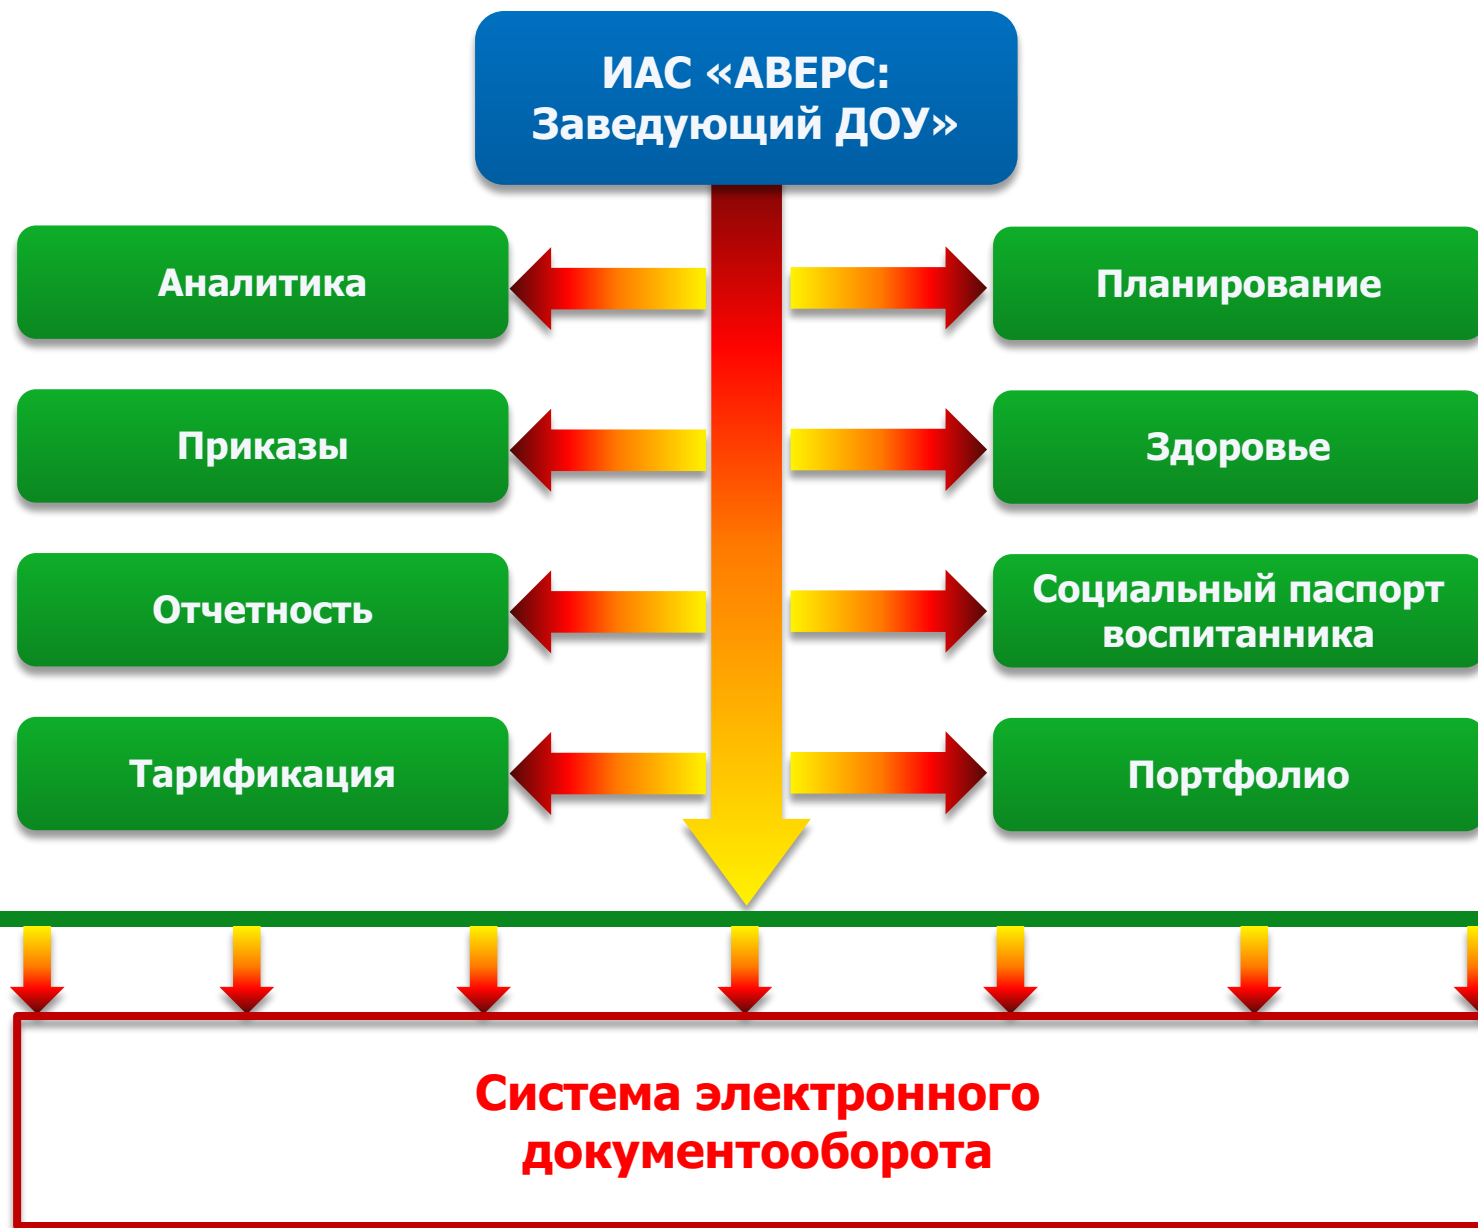 ИАС «АВЕРС:
Заведующий ДОУ»
Аналитика
Планирование
Приказы
Здоровье
Отчетность
Социальный паспорт
воспитанника
Тарификация
Портфолио
Система электронного
документооборота